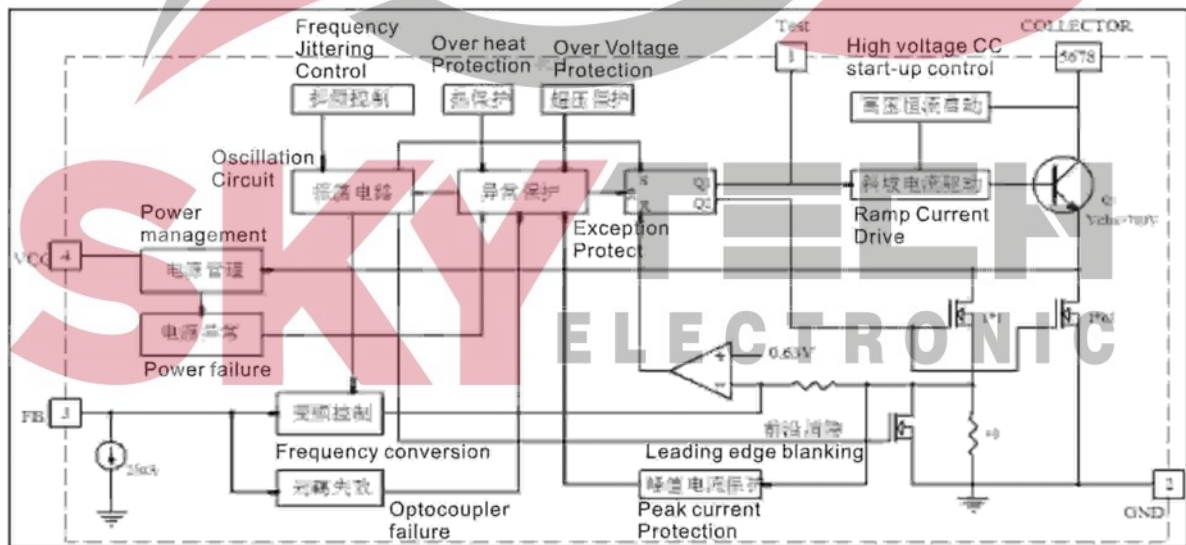 Frequency
Jittering
Control
Over heat
Protection
Over Voltage
Protection
Test
High voltage CC
start-up control
COLLECTOR
1
5678
抖频控制
热保护
超压保护
高压恒流启动
Oscillation
Circuit
振荡电路
异常保护
S
R
Q1
Q2
斜坡电流驱动
Exception
Protect
Ramp Current
Drive
Power
management
VCC
4
电源管理
SKYTECH
ELECTRONIC
电源异常
Power failure
0.63V
+
FB
3
变频控制
前沿消隐
Frequency conversion
Leading edge blanking
光耦失效
峰值电流保护
Optocoupler
failure
Peak current
Protection
2
GND